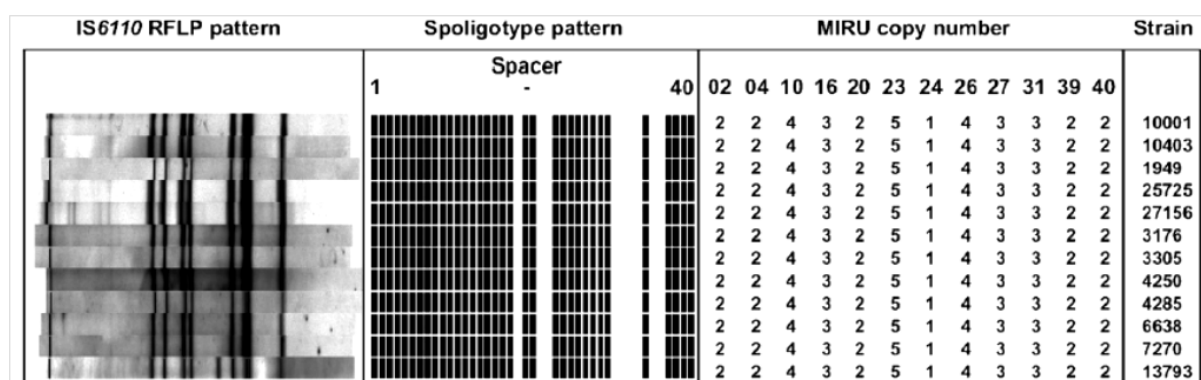 IS6110 RFLP pattern Spoligotype pattern MIRU copy number Strain
Spacer
1 - 40 02 04 10 16 20 23 24 26 27 31 39 40
2 2 4 3 2 5 1 4 3 3 2 2 10001
2 2 4 3 2 5 1 4 3 3 2 2 10403
2 2 4 3 2 5 1 4 3 3 2 2 1949
2 2 4 3 2 5 1 4 3 3 2 2 25725
2 2 4 3 2 5 1 4 3 3 2 2 27156
2 2 4 3 2 5 1 4 3 3 2 2 3176
2 2 4 3 2 5 1 4 3 3 2 2 3305
2 2 4 3 2 5 1 4 3 3 2 2 4250
2 2 4 3 2 5 1 4 3 3 2 2 4285
2 2 4 3 2 5 1 4 3 3 2 2 6638
2 2 4 3 2 5 1 4 3 3 2 2 7270
2 2 4 3 2 5 1 4 3 3 2 2 13793